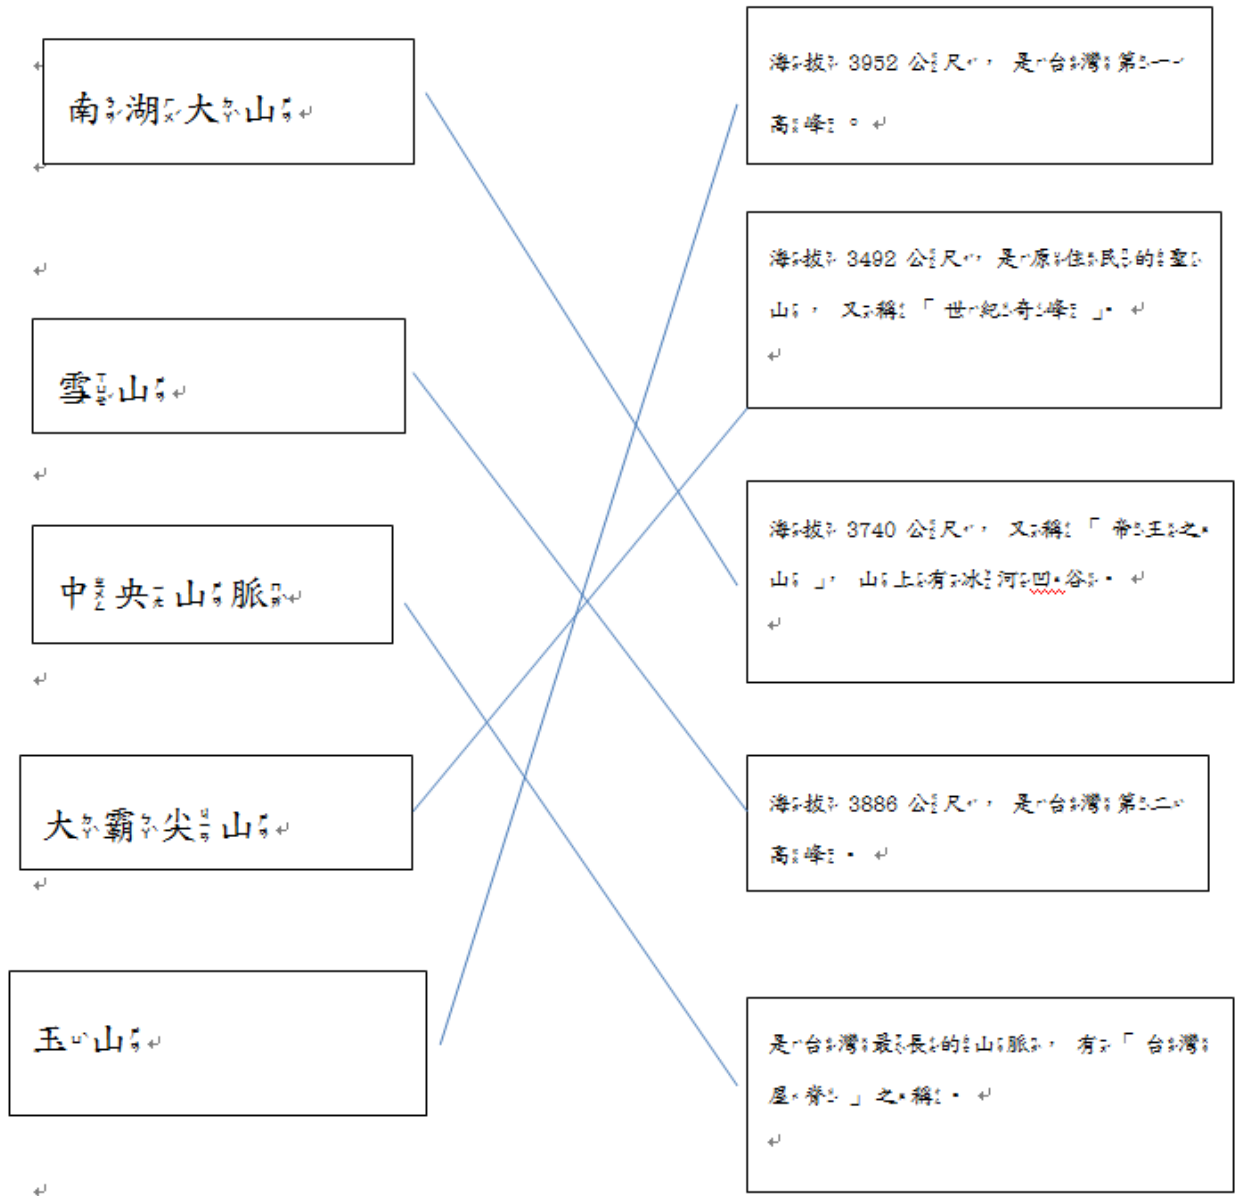 南湖大山
雪山
中央山脈
大霸尖山
玉山
海拔 3952 公尺， 是台灣第一
高峰。
海拔 3492 公尺，是原住民的聖
山， 又稱「 世紀奇峰 」。
海拔 3740 公尺， 又稱「 帝王之
山 」， 山上有冰河凹谷。
海拔 3886 公尺， 是台灣第二
高峰。
是台灣最長的山脈， 有「 台灣
屋脊 」之稱。